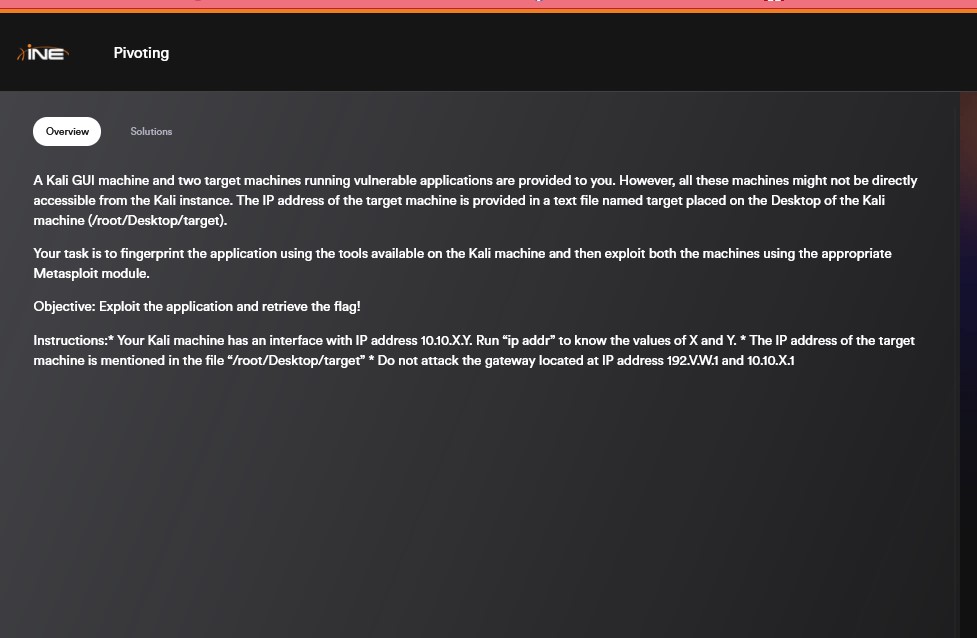 INE
Pivoting
Overview
Solutions
A Kali GUI machine and two target machines running vulnerable applications are provided to you. However, all these machines might not be directly
accessible from the Kali instance. The IP address of the target machine is provided in a text file named target placed on the Desktop of the Kali
machine (/root/Desktop/target).
Your task is to fingerprint the application using the tools available on the Kali machine and then exploit both the machines using the appropriate
Metasploit module.
Objective: Exploit the application and retrieve the flag!
Instructions:* Your Kali machine has an interface with IP address 10.10.X.Y. Run “ip addr” to know the values of X and Y. * The IP address of the target
machine is mentioned in the file “/root/Desktop/target” * Do not attack the gateway located at IP address 192.V.W.1 and 10.10.X.1